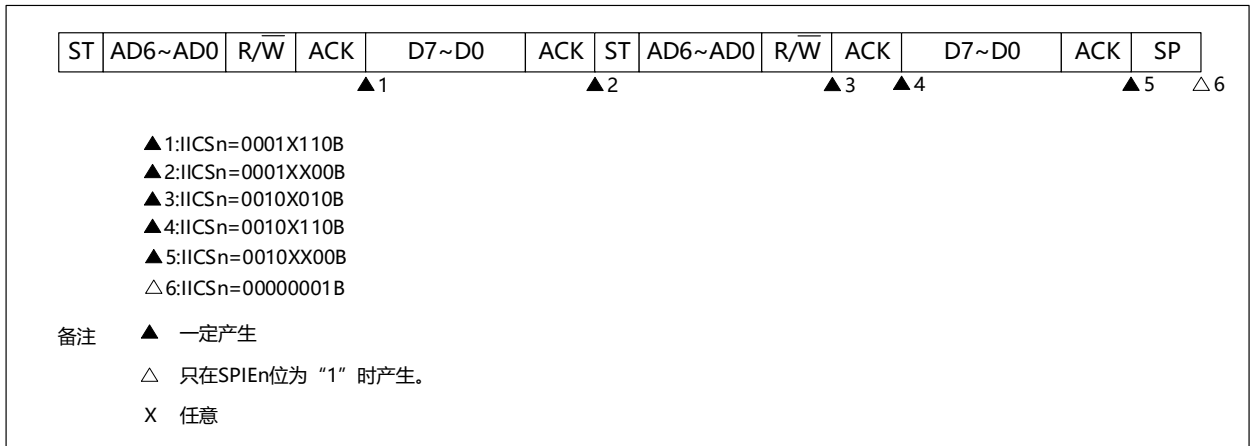 ST AD6~AD0 R/W ACK D7~D0 ACK ST AD6~AD0 R/W ACK D7~D0 ACK SP
▲1 ▲2 ▲3 ▲4 ▲5 △6
▲1:IICSn=0001X110B
▲2:IICSn=0001XX00B
▲3:IICSn=0010X010B
▲4:IICSn=0010X110B
▲5:IICSn=0010XX00B
△6:IICSn=00000001B
备注 ▲ 一定产生
△ 只在SPIEn位为“1”时产生。
X 任意